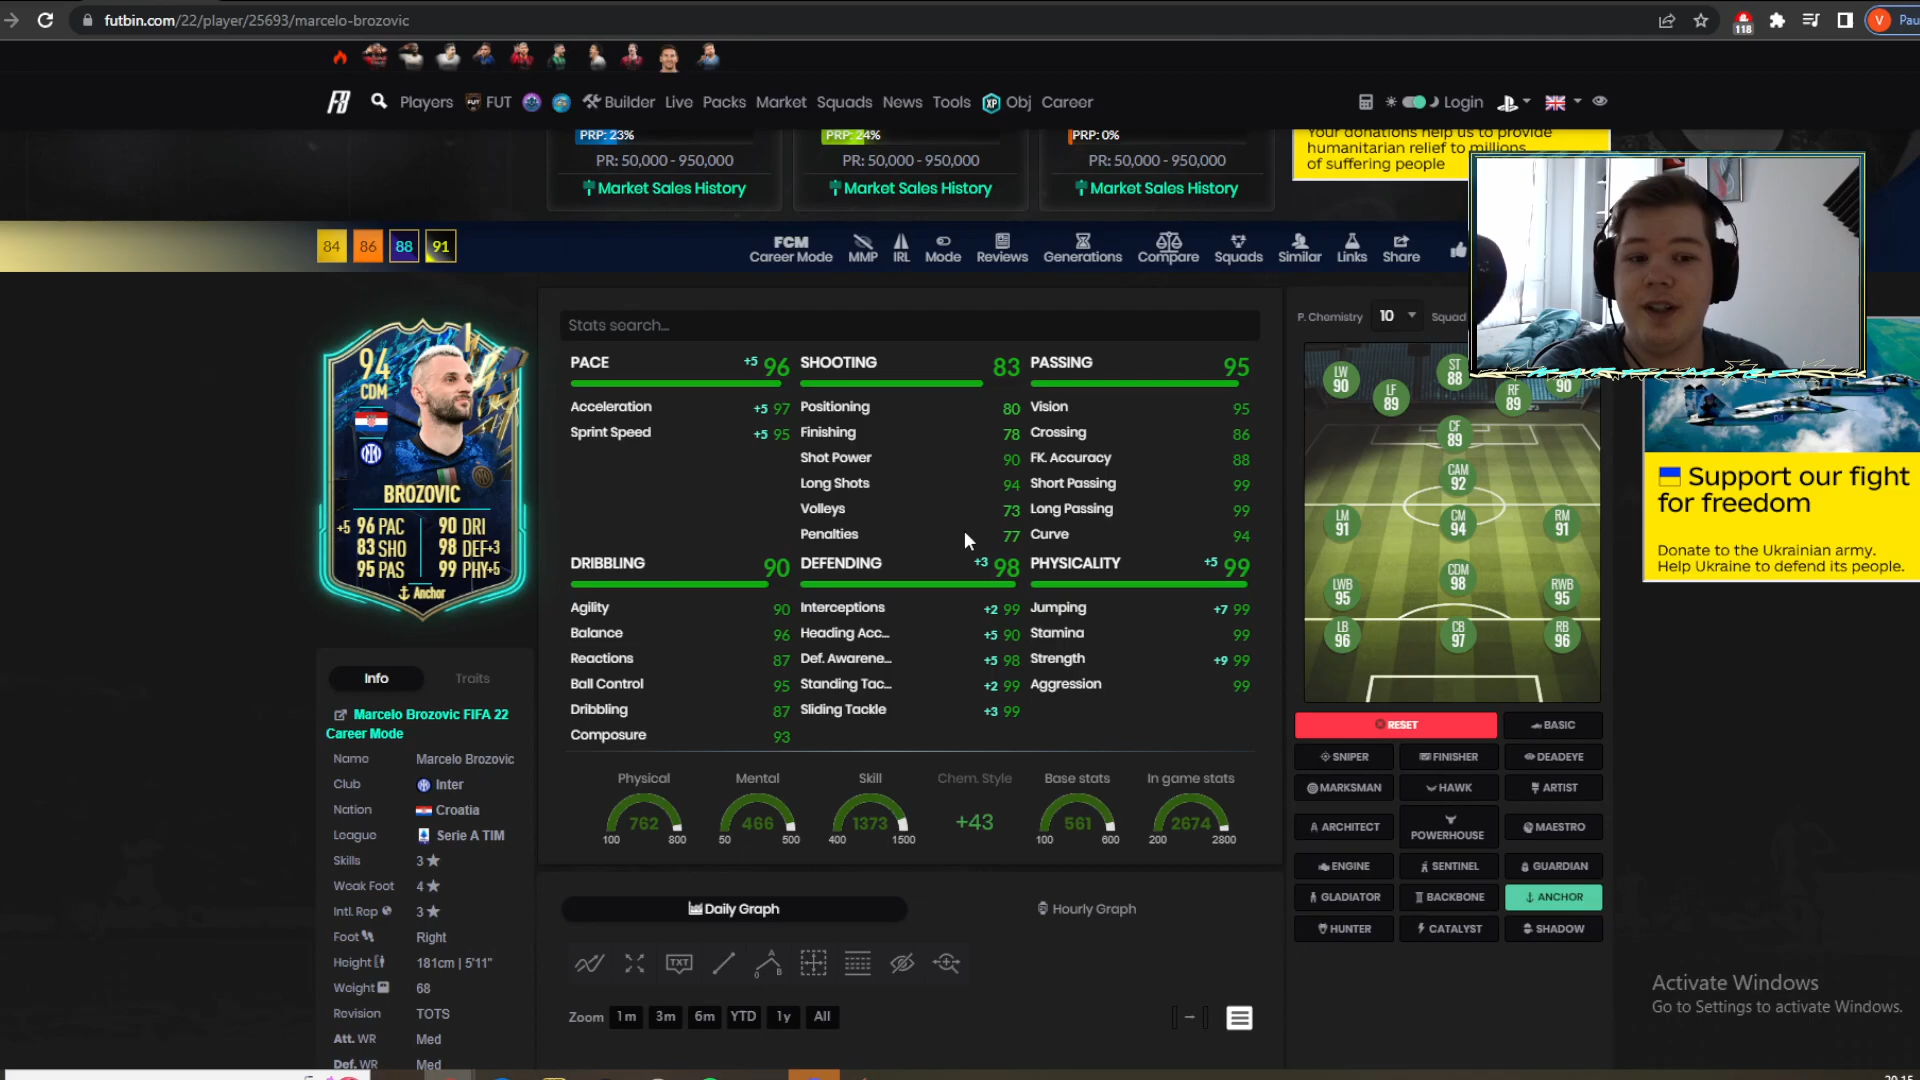 futbin.com/22/player/25693/marcelo-brozovic
118
V
Pau
Players
FUT
Builder
Live
Packs
Market
Squads
News
Tools
XP
Obj
Career
Login
PRP: 23%
PRP: 24%
PRP: 0%
PR: 50,000 - 950,000
PR: 50,000 - 950,000
PR: 50,000 - 950,000
Market Sales History
Market Sales History
Market Sales History
Your donations help us to provide
humanitarian relief to millions
of suffering people
84
86
88
91
FCM
Career Mode
MMP
IRL
Mode
Reviews
Generations
Compare
Squads
Similar
Links
Share
94
CDM
BROZOVIC
+5 96 PAC 90 DRI
83 SHO 98 DEF+3
95 PAS 99 PHY+5
Anchor
Stats search...
PACE +5 96
Acceleration +5 97
Sprint Speed +5 95
SHOOTING 83
Positioning 80
Finishing 78
Shot Power 90
Long Shots 94
Volleys 73
Penalties 77
PASSING 95
Vision 95
Crossing 86
FK. Accuracy 88
Short Passing 99
Long Passing 99
Curve 94
DRIBBLING 90
Agility 90
Balance 96
Reactions 87
Ball Control 95
Dribbling 87
Composure 93
DEFENDING +3 98
Interceptions +2 99
Heading Acc... +5 90
Def. Awarene... +5 98
Standing Tac... +2 99
Sliding Tackle +3 99
PHYSICALITY +5 99
Jumping +7 99
Stamina 99
Strength +9 99
Aggression 99
Physical
762
100 800
Mental
466
50 500
Skill
1373
400 1500
Chem. Style
+43
Base stats
561
100 600
In game stats
2674
200 2800
P. Chemistry
10
Squad
LW
90
ST
88
90
LF
89
RF
89
CF
89
CAM
92
LM
91
CM
94
RM
91
LWB
95
CDM
98
RWB
95
LB
96
CB
97
RB
96
RESET
BASIC
SNIPER
FINISHER
DEADEYE
MARKSMAN
HAWK
ARTIST
ARCHITECT
POWERHOUSE
MAESTRO
ENGINE
SENTINEL
GUARDIAN
GLADIATOR
BACKBONE
ANCHOR
HUNTER
CATALYST
SHADOW
Support our fight
for freedom
Donate to the Ukrainian army.
Help Ukraine to defend its people.
Info
Traits
Marcelo Brozovic FIFA 22
Career Mode
Name Marcelo Brozovic
Club Inter
Nation Croatia
League Serie A TIM
Skills 3
Weak Foot 4
Intl. Rep 3
Foot Right
Height 181cm | 5'11"
Weight 68
Revision TOTS
Att. WR Med
Def. WR Med
Daily Graph
Hourly Graph
TXT
Zoom
1m
3m
6m
YTD
1y
All
Activate Windows
Go to Settings to activate Windows.
20:15